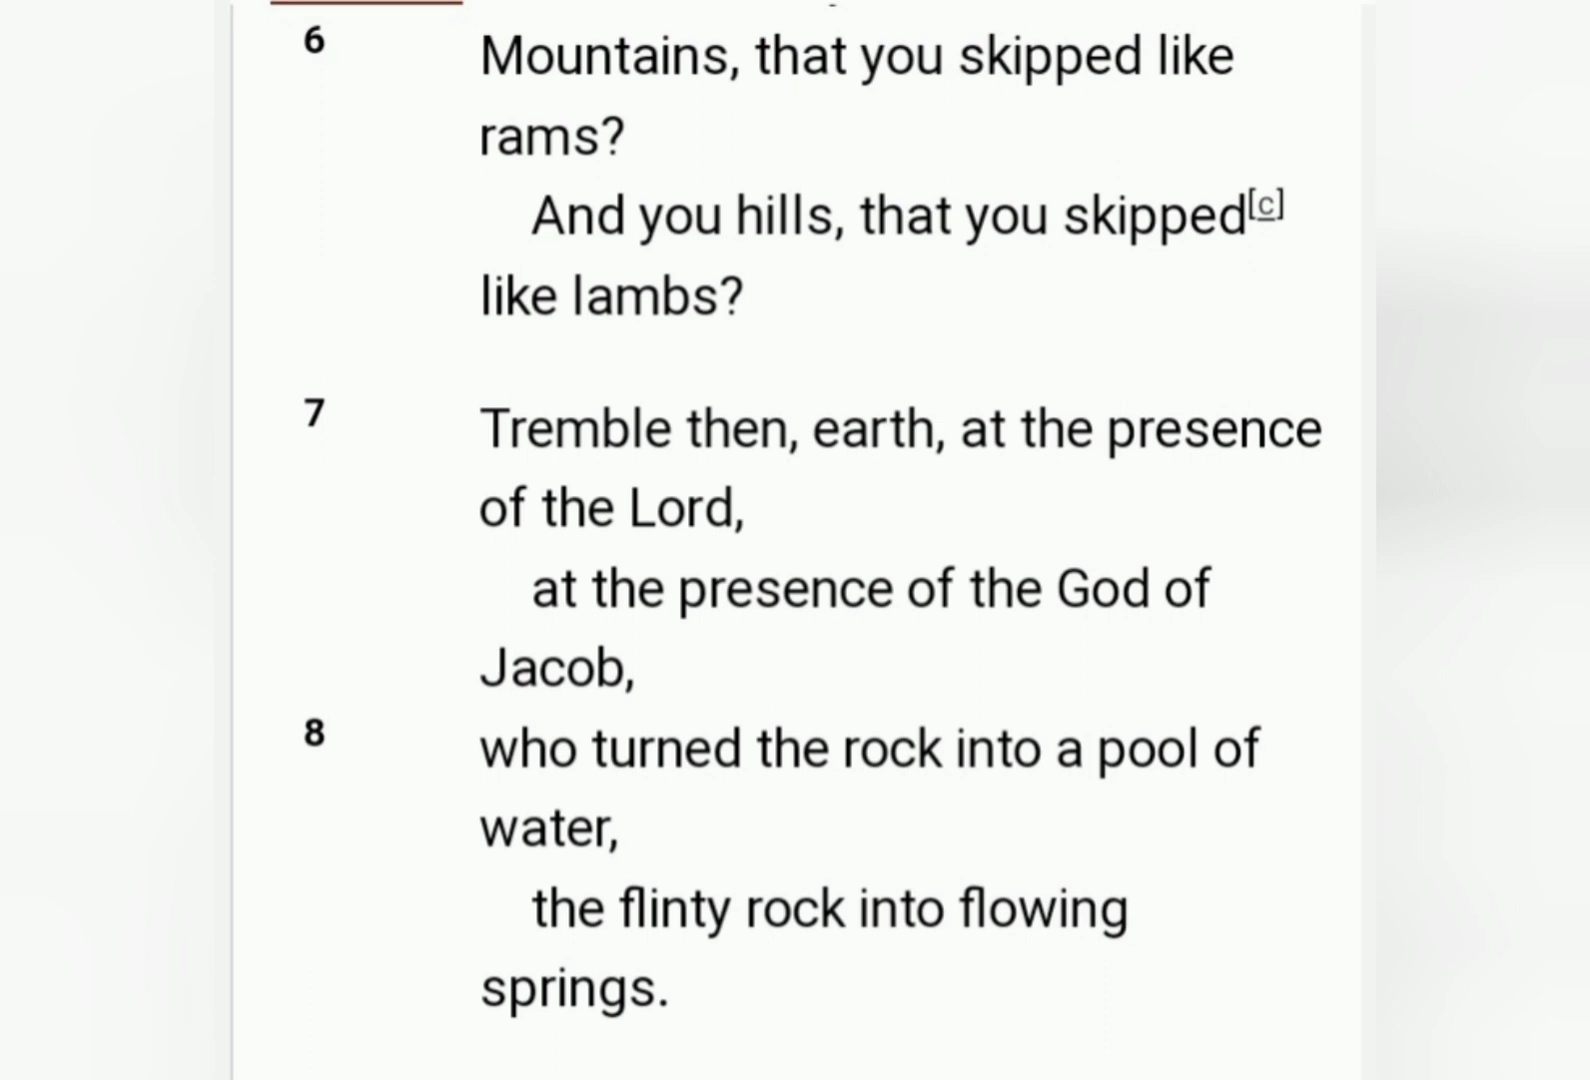 6 Mountains, that you skipped like
rams?
And you hills, that you skipped[c]
like lambs?
7 Tremble then, earth, at the presence
of the Lord,
at the presence of the God of
Jacob,
8 who turned the rock into a pool of
water,
the flinty rock into flowing
springs.